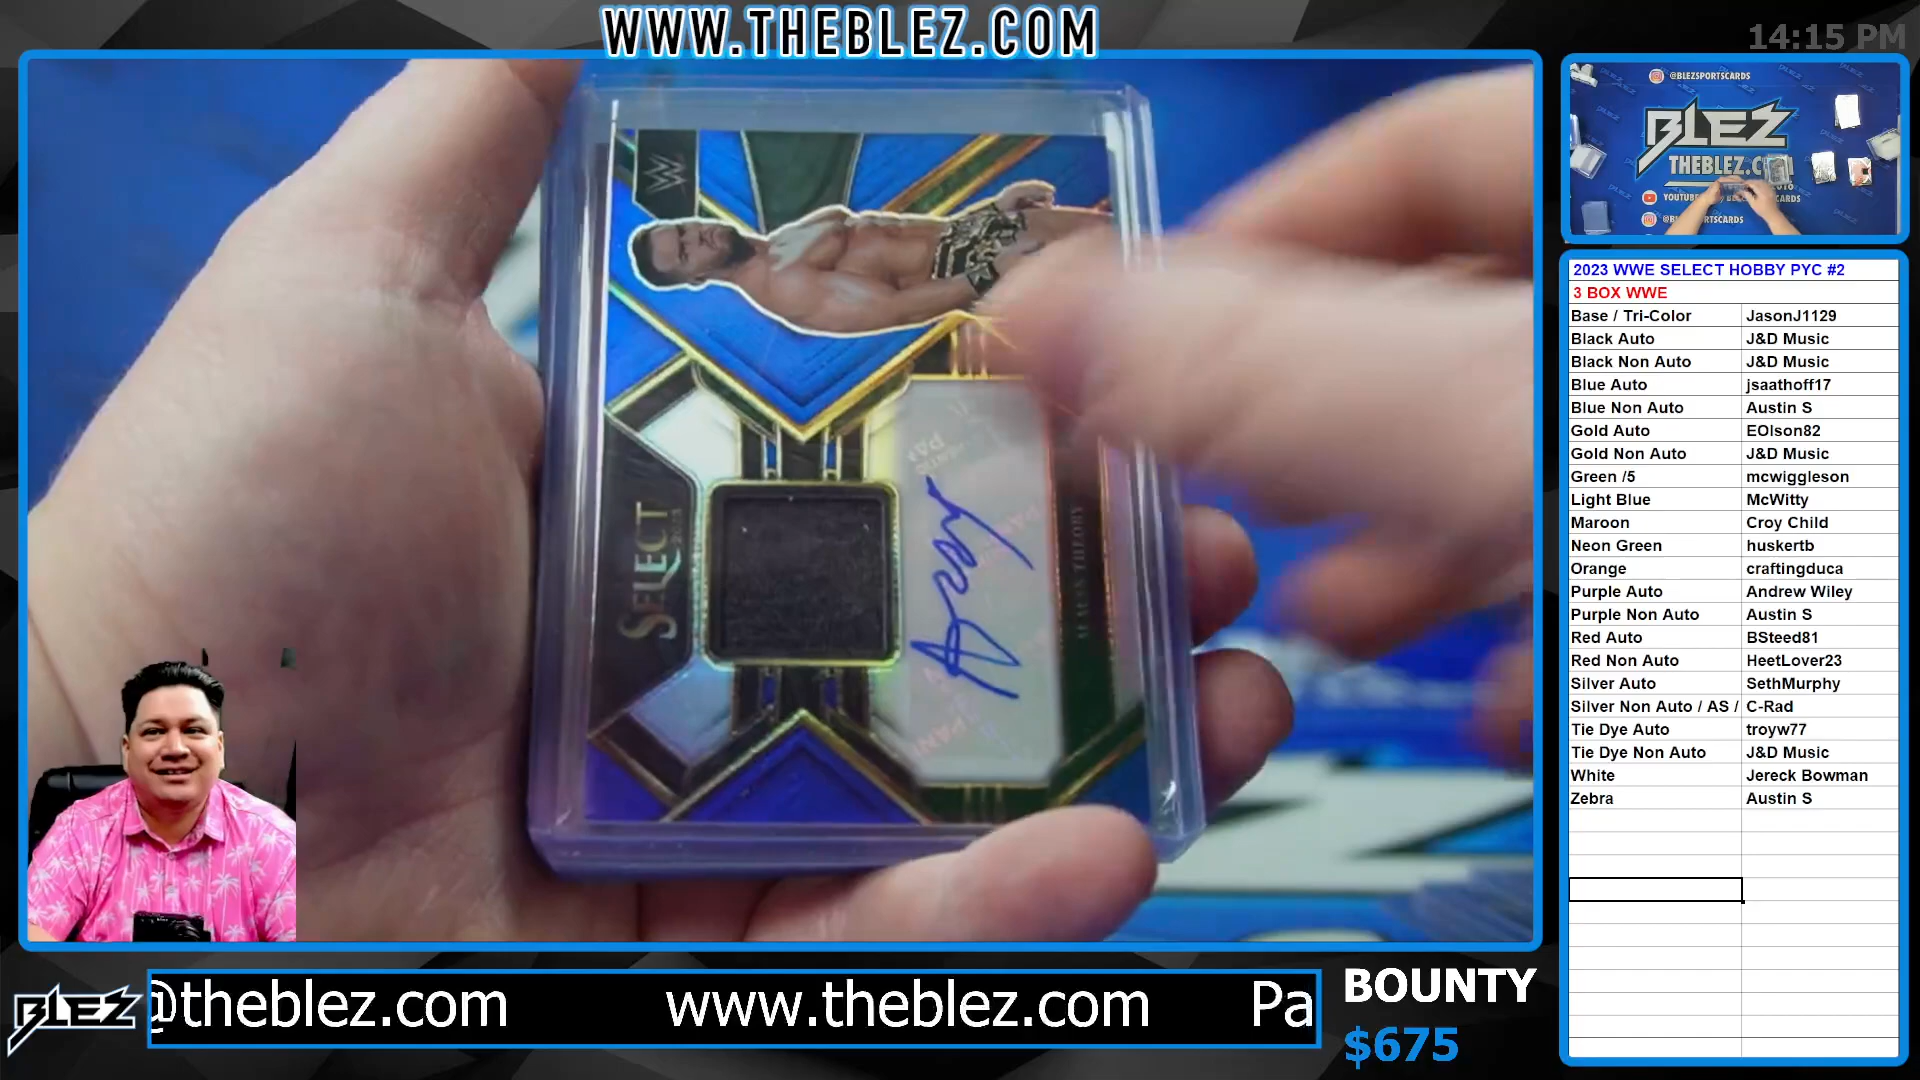 WWW.THEBLEZ.COM
14:15 PM
@BLEZSPORTSCARDS
BLEZ
2023 WWE SELECT HOBBY PYC #2
3 BOX WWE
Base / Tri-Color JasonJ1129
Black Auto J&D Music
Black Non Auto J&D Music
Blue Auto jsaathoff17
Blue Non Auto Austin S
Gold Auto EOlson82
Gold Non Auto J&D Music
Green /5 mcwiggleson
Light Blue McWitty
Maroon Croy Child
Neon Green huskertb
Orange craftingduca
Purple Auto Andrew Wiley
Purple Non Auto Austin S
Red Auto BSteed81
Red Non Auto HeetLover23
Silver Auto SethMurphy
Silver Non Auto / AS / C-Rad
Tie Dye Auto troyw77
Tie Dye Non Auto J&D Music
White Jereck Bowman
Zebra Austin S
W
SELECT
2023
AUSTIN THEORY
BLEZ
@theblez.com www.theblez.com Pa
BOUNTY
$675